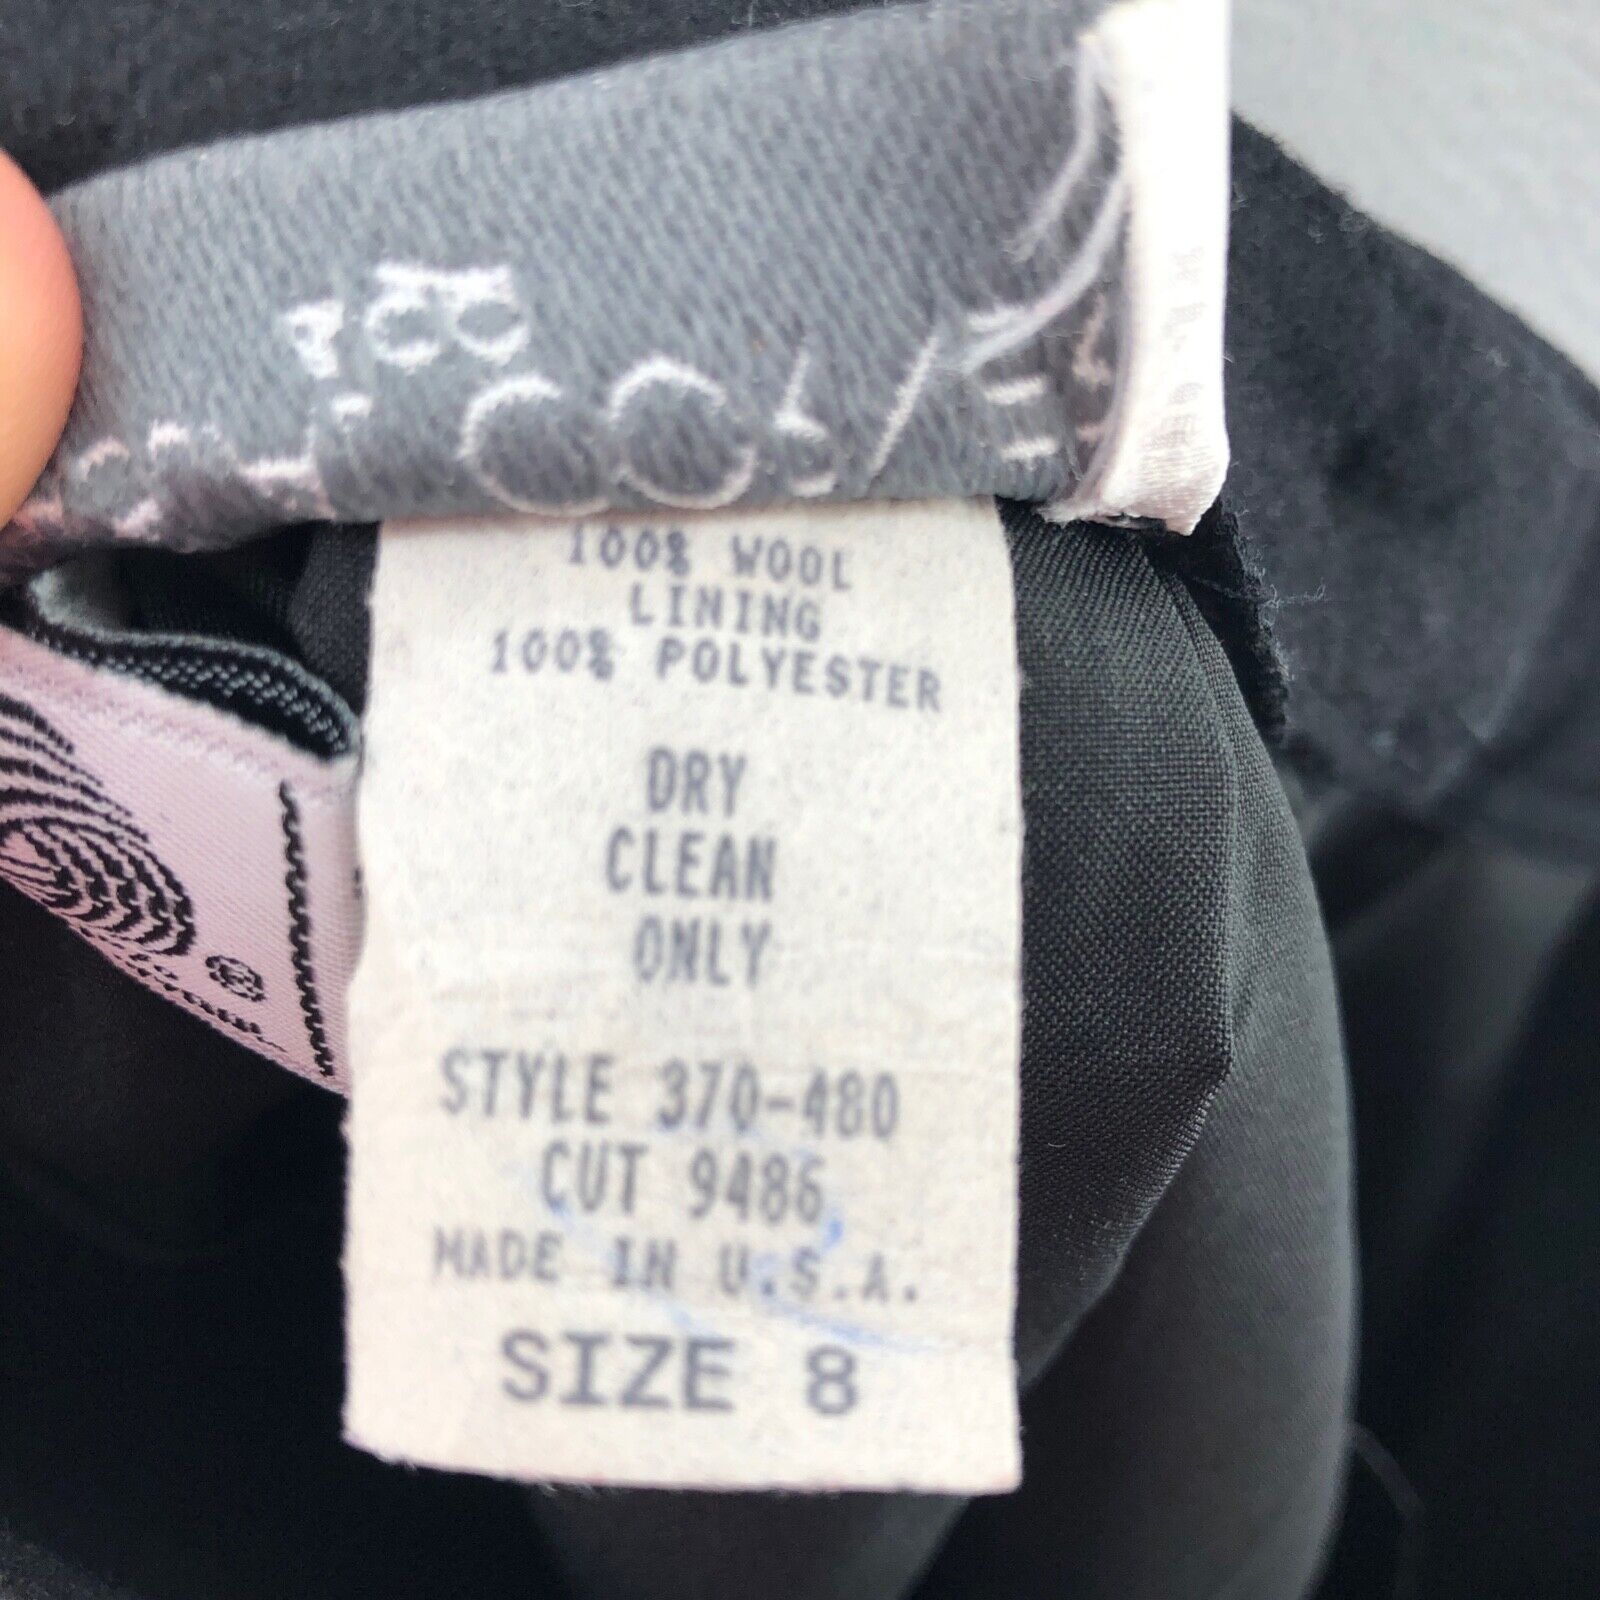 100% WOOL
LINING
100% POLYESTER
DRY
CLEAN
ONLY
STYLE 370-480
CUT 9486
MADE IN U.S.A.
SIZE 8
®